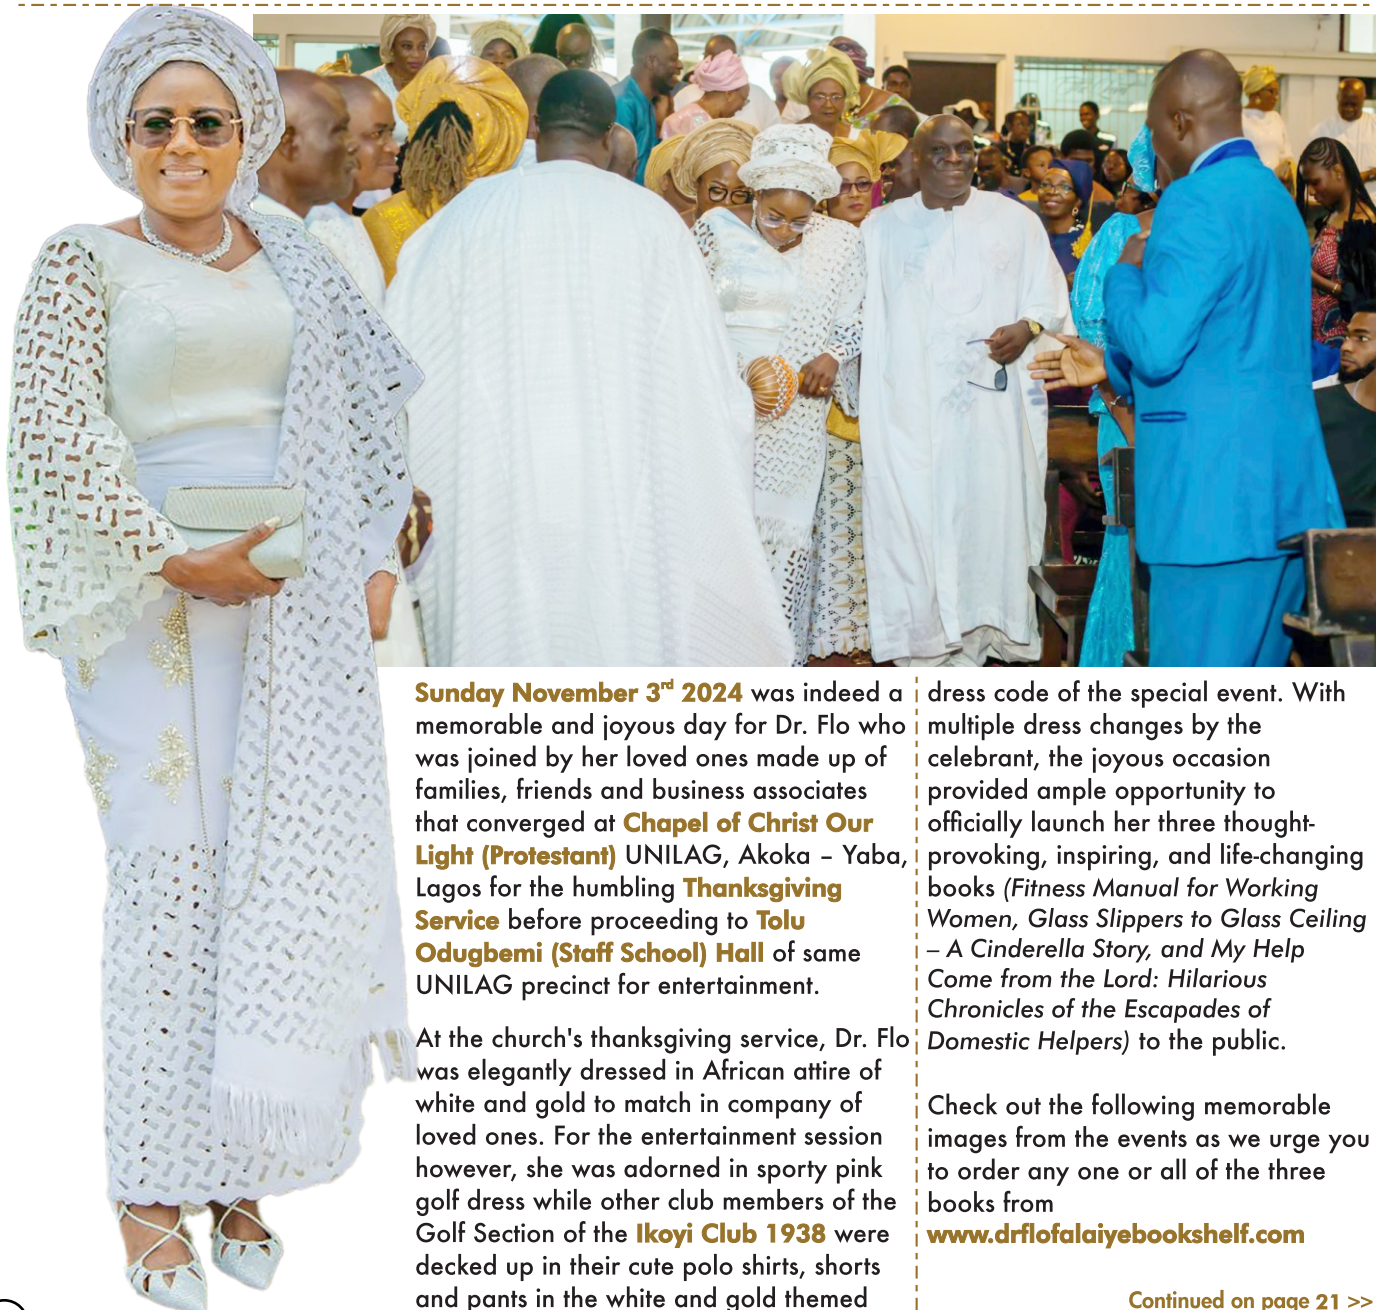 Sunday November 3rd 2024 was indeed a
memorable and joyous day for Dr. Flo who
was joined by her loved ones made up of
families, friends and business associates
that converged at Chapel of Christ Our
Light (Protestant) UNILAG, Akoka – Yaba,
Lagos for the humbling Thanksgiving
Service before proceeding to Tolu
Odugbemi (Staff School) Hall of same
UNILAG precinct for entertainment.
At the church's thanksgiving service, Dr. Flo
was elegantly dressed in African attire of
white and gold to match in company of
loved ones. For the entertainment session
however, she was adorned in sporty pink
golf dress while other club members of the
Golf Section of the Ikoyi Club 1938 were
decked up in their cute polo shirts, shorts
and pants in the white and gold themed
dress code of the special event. With
multiple dress changes by the
celebrant, the joyous occasion
provided ample opportunity to
officially launch her three thought-
provoking, inspiring, and life-changing
books (Fitness Manual for Working
Women, Glass Slippers to Glass Ceiling
– A Cinderella Story, and My Help
Come from the Lord: Hilarious
Chronicles of the Escapades of
Domestic Helpers) to the public.
Check out the following memorable
images from the events as we urge you
to order any one or all of the three
books from
www.drflofalaiyebookshelf.com
Continued on page 21 >>